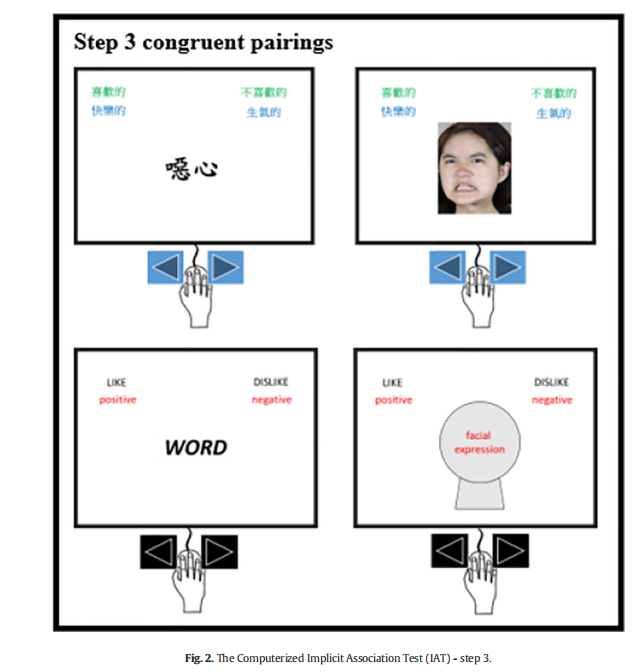 Step 3 congruent pairings
喜歡的 不喜歡的
快樂的 生氣的
噁心
喜歡的 不喜歡的
快樂的 生氣的
LIKE DISLIKE
positive negative
WORD
LIKE DISLIKE
positive negative
facial
expression
Fig. 2. The Computerized Implicit Association Test (IAT) - step 3.